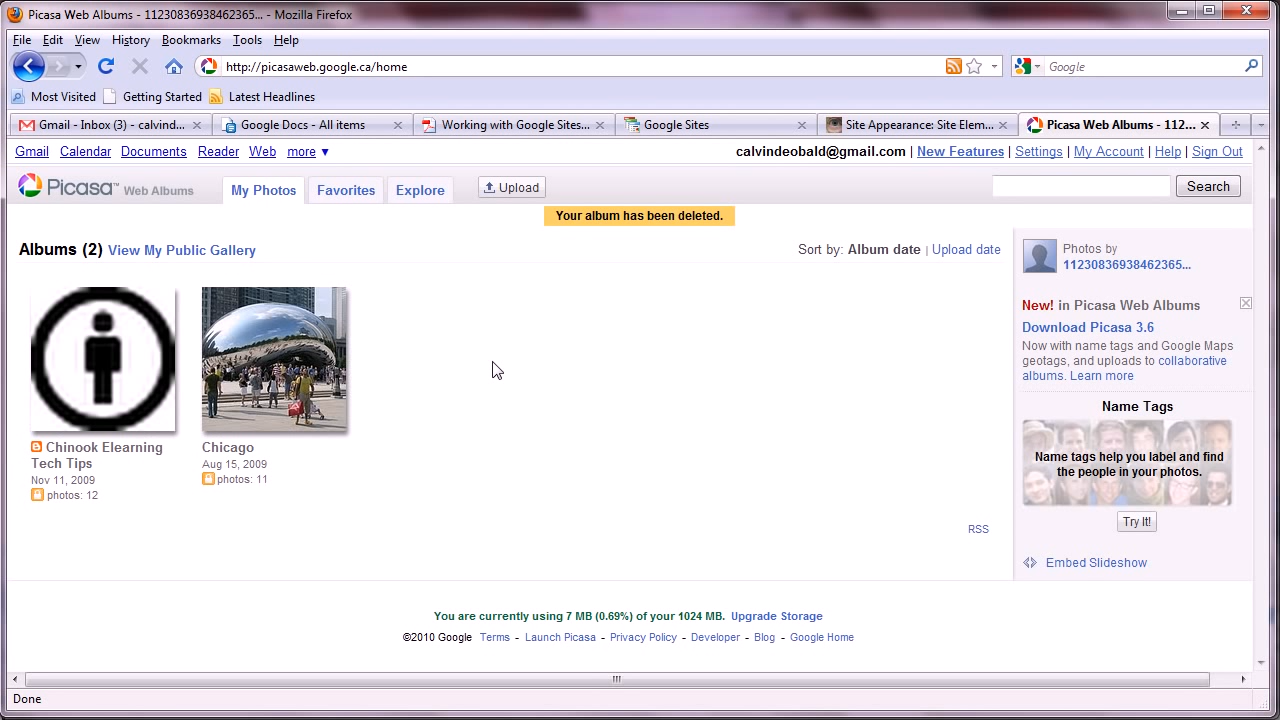 Picasa Web Albums - 11230836938462365... - Mozilla Firefox
File Edit View History Bookmarks Tools Help
http://picasaweb.google.ca/home
Google
Most Visited Getting Started Latest Headlines
Gmail - Inbox (3) - calvind...
Google Docs - All items
Working with Google Sites...
Google Sites
Site Appearance: Site Elem...
Picasa Web Albums - 112...
Gmail Calendar Documents Reader Web more ▼
calvindeobald@gmail.com | New Features | Settings | My Account | Help | Sign Out
Picasa™ Web Albums
My Photos Favorites Explore Upload
Search
Your album has been deleted.
Albums (2) View My Public Gallery
Sort by: Album date | Upload date
Chinook Elearning
Tech Tips
Nov 11, 2009
photos: 12
Chicago
Aug 15, 2009
photos: 11
RSS
Photos by
11230836938462365...
New! in Picasa Web Albums
Download Picasa 3.6
Now with name tags and Google Maps
geotags, and uploads to collaborative
albums. Learn more
Name Tags
Name tags help you label and find
the people in your photos.
Try It!
Embed Slideshow
You are currently using 7 MB (0.69%) of your 1024 MB. Upgrade Storage
©2010 Google Terms - Launch Picasa - Privacy Policy - Developer - Blog - Google Home
Done